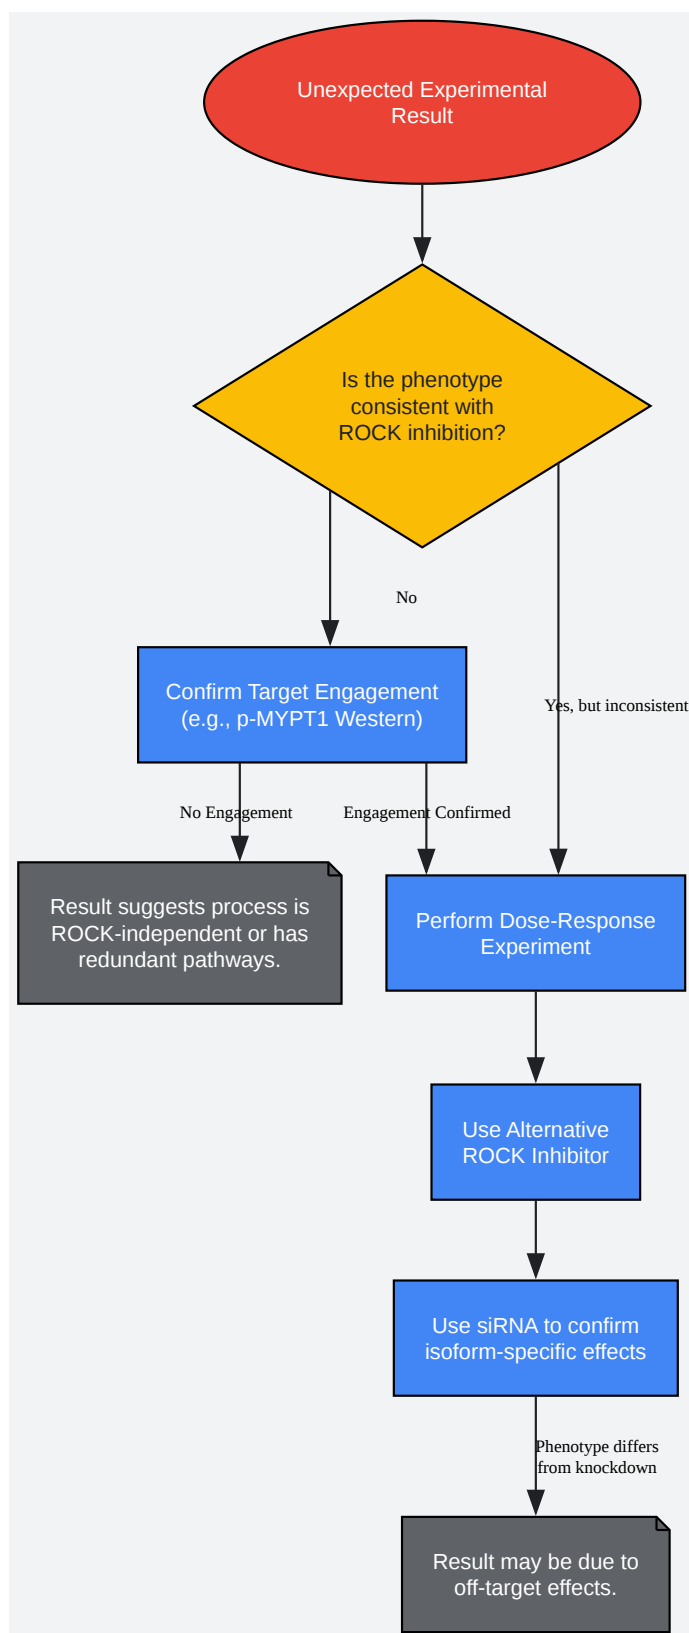 Unexpected Experimental
Result
Is the phenotype
consistent with
ROCK inhibition?
No
Confirm Target Engagement
(e.g., p-MYPT1 Western)
Yes, but inconsistent
No Engagement
Engagement Confirmed
Result suggests process is
ROCK-independent or has
redundant pathways.
Perform Dose-Response
Experiment
Use Alternative
ROCK Inhibitor
Use siRNA to confirm
isoform-specific effects
Phenotype differs
from knockdown
Result may be due to
off-target effects.